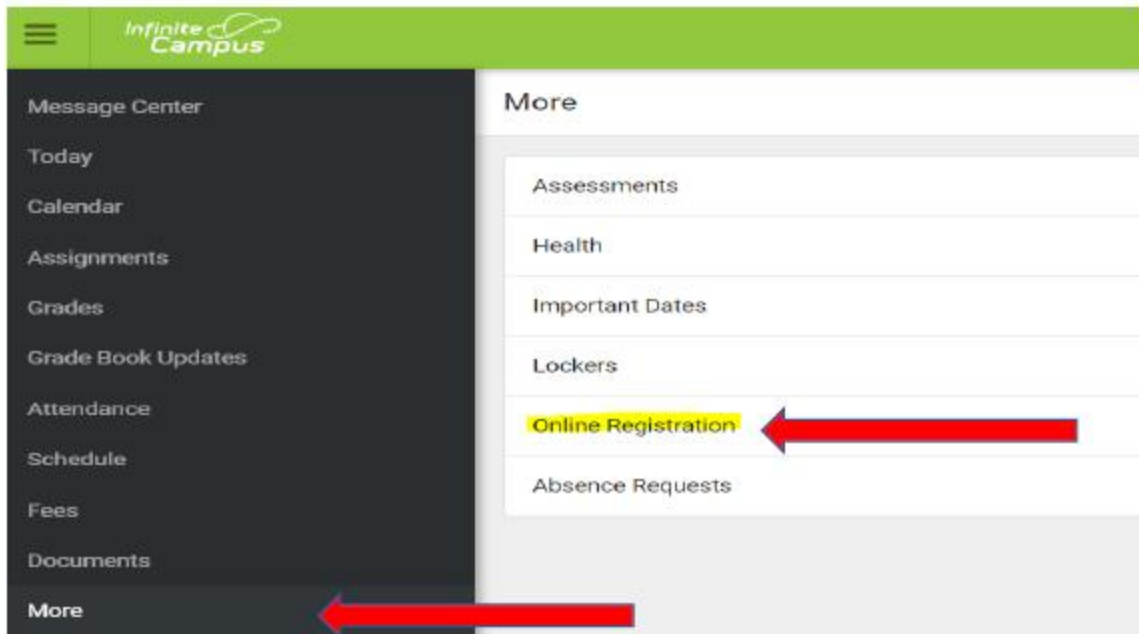 Infinite
Campus
Message Center
Today
Calendar
Assignments
Grades
Grade Book Updates
Attendance
Schedule
Fees
Documents
More
More
Assessments
Health
Important Dates
Lockers
Online Registration
Absence Requests